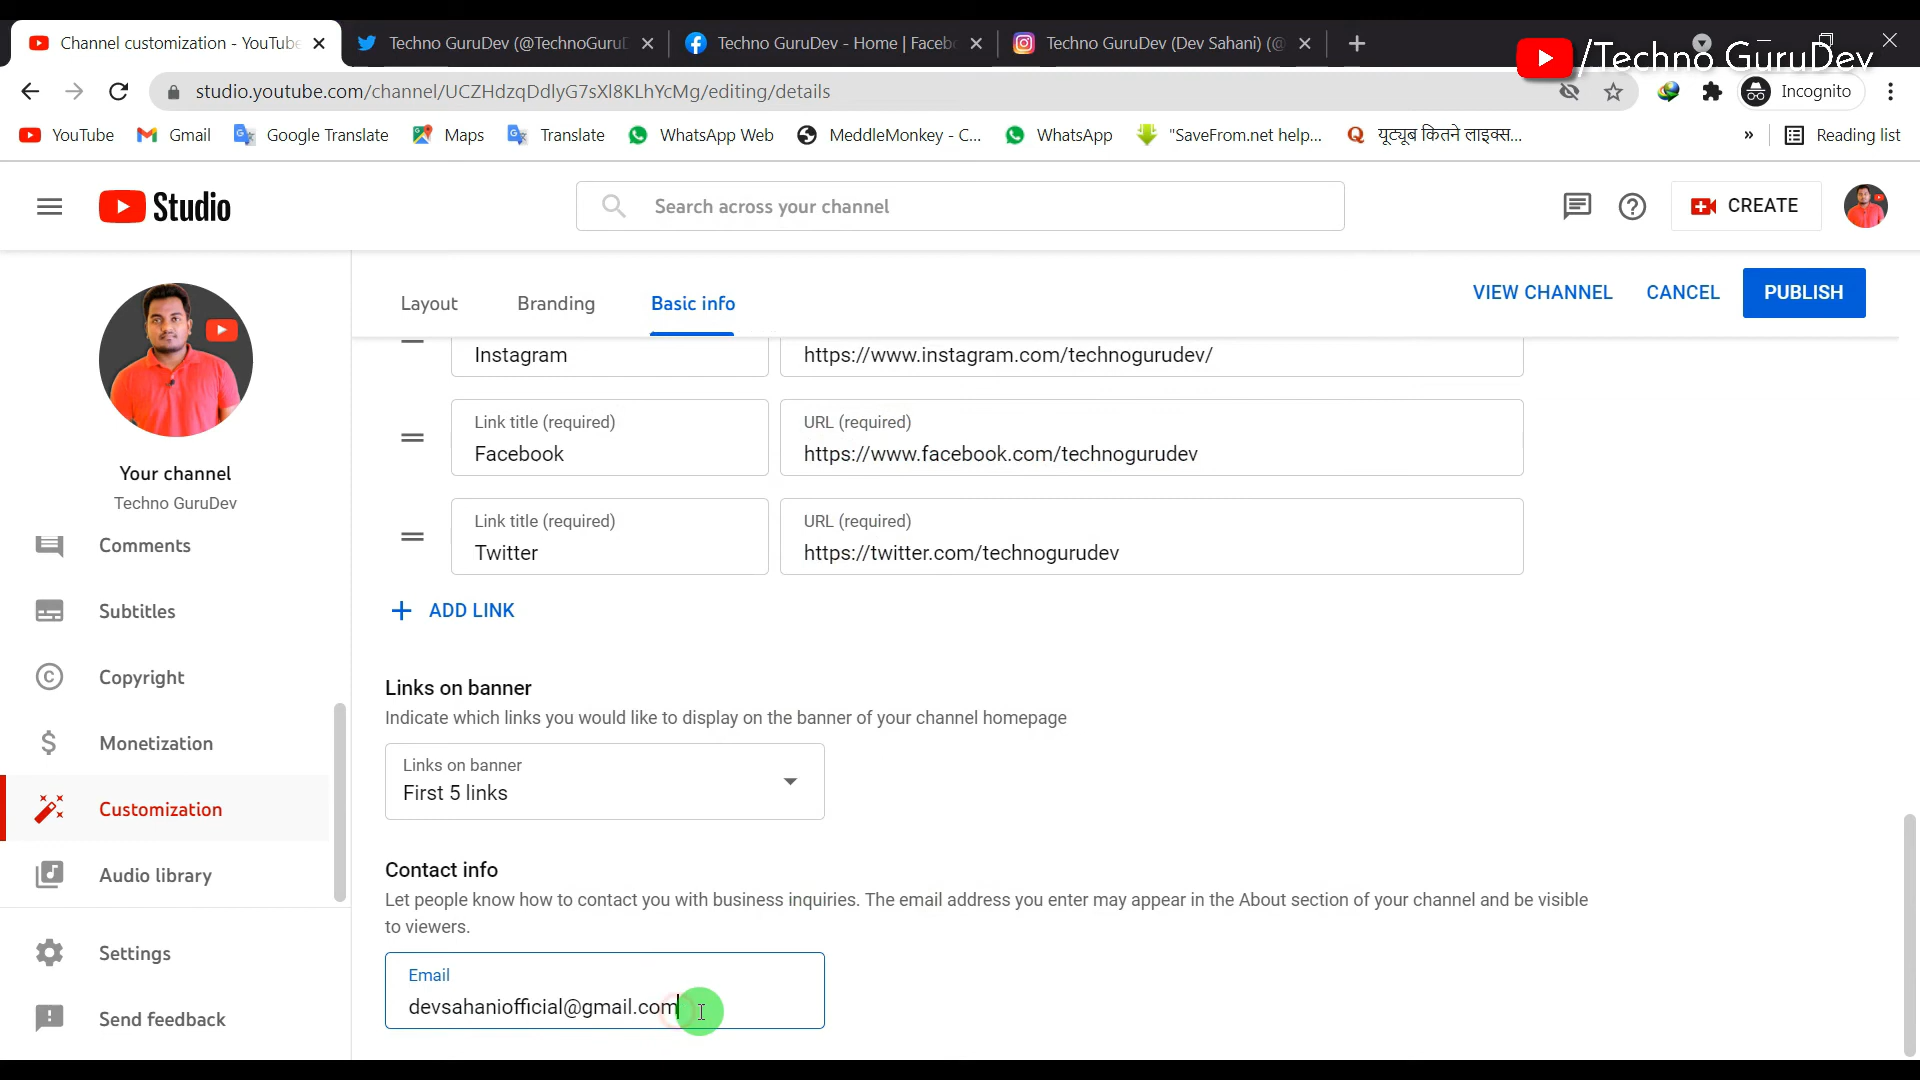 Channel customization - YouTube
Techno GuruDev (@TechnoGuruD
Techno GuruDev - Home | Faceb
Techno GuruDev (Dev Sahani) (@
/Techno GuruDev
studio.youtube.com/channel/UCZHdzqDdlyG7sXl8KLhYcMg/editing/details
Incognito
YouTube
Gmail
Google Translate
Maps
Translate
WhatsApp Web
MeddleMonkey - C...
WhatsApp
"SaveFrom.net help...
यूट्यूब कितने लाइक्स...
»
Reading list
Studio
Search across your channel
CREATE
Layout
Branding
Basic info
VIEW CHANNEL
CANCEL
PUBLISH
Your channel
Techno GuruDev
Comments
Subtitles
Copyright
Monetization
Customization
Audio library
Settings
Send feedback
Instagram
https://www.instagram.com/technogurudev/
Link title (required)
Facebook
URL (required)
https://www.facebook.com/technogurudev
Link title (required)
Twitter
URL (required)
https://twitter.com/technogurudev
ADD LINK
Links on banner
Indicate which links you would like to display on the banner of your channel homepage
Links on banner
First 5 links
Contact info
Let people know how to contact you with business inquiries. The email address you enter may appear in the About section of your channel and be visible
to viewers.
Email
devsahaniofficial@gmail.com